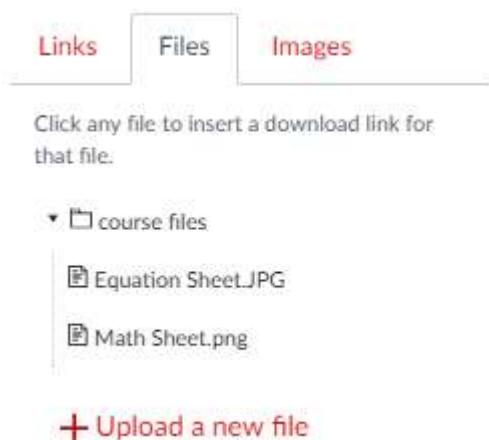 Links Files Images
Click any file to insert a download link for
that file.
course files
Equation Sheet.JPG
Math Sheet.png
+ Upload a new file